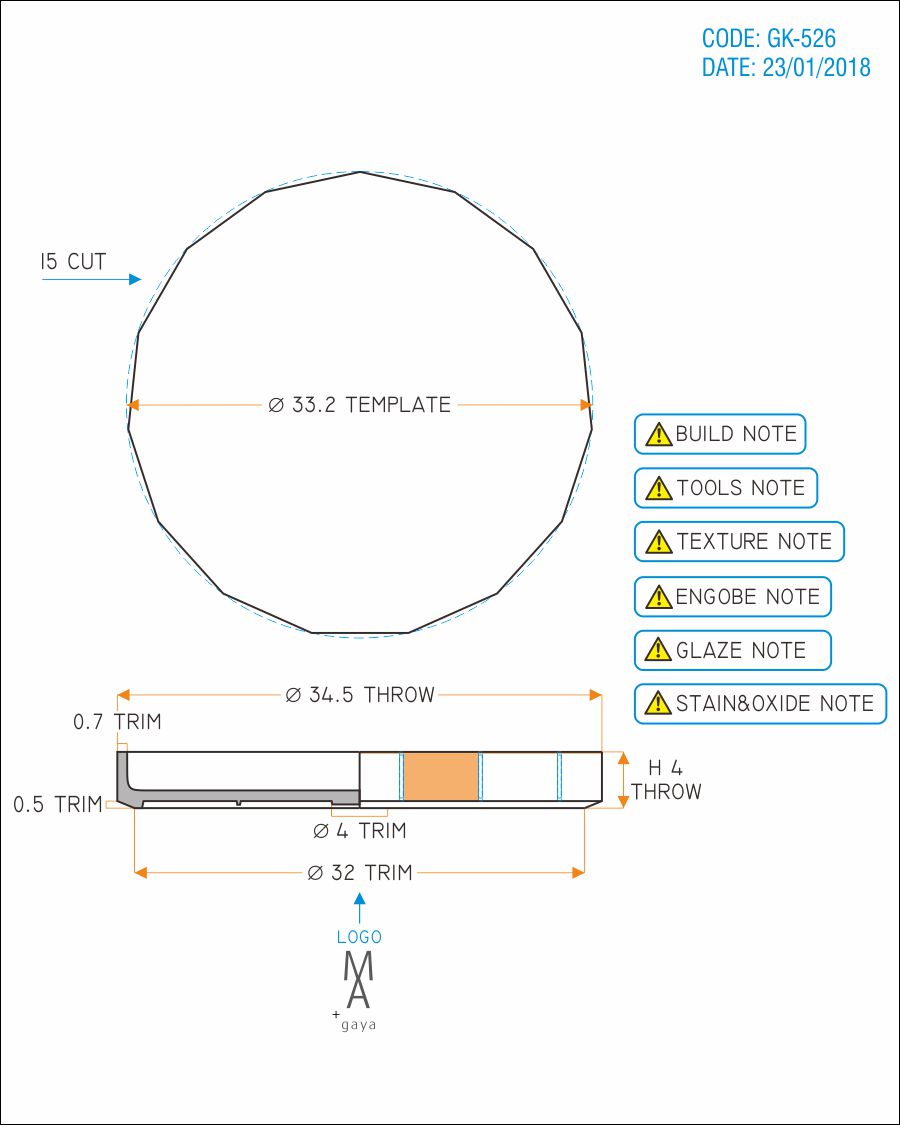 CODE: GK-526
DATE: 23/01/2018
15 CUT
Ø 33.2 TEMPLATE
BUILD NOTE
TOOLS NOTE
TEXTURE NOTE
ENGOBE NOTE
GLAZE NOTE
STAIN&OXIDE NOTE
Ø 34.5 THROW
0.7 TRIM
H 4
THROW
0.5 TRIM
Ø 4 TRIM
Ø 32 TRIM
LOGO
MA
+gaya